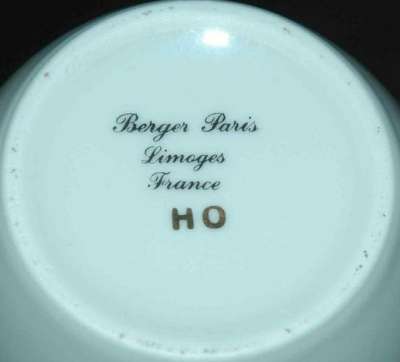 Berger Paris
Limoges
France
HO